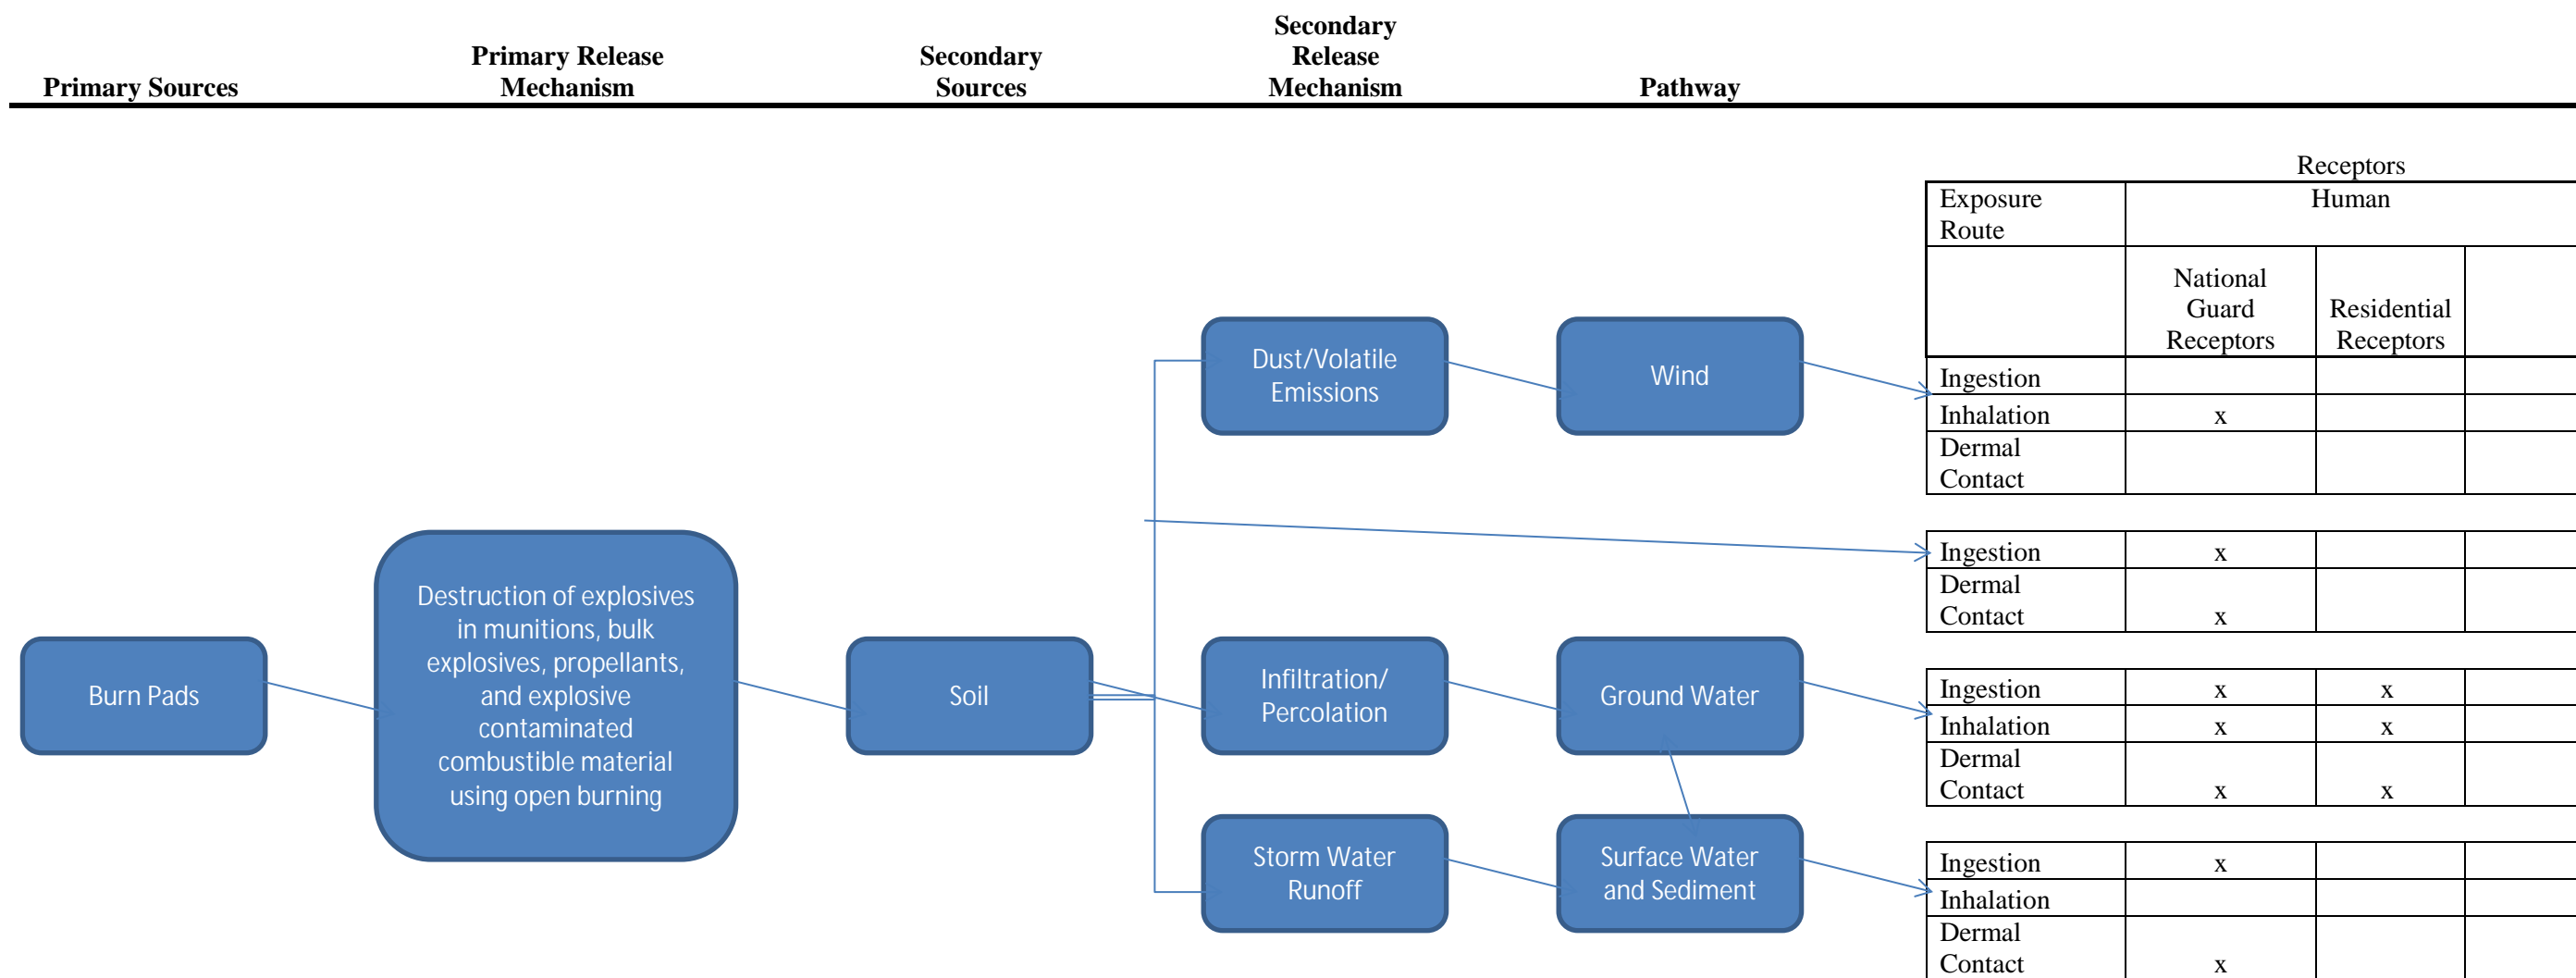 Primary Sources
Primary Release
Mechanism
Secondary
Sources
Secondary
Release
Mechanism
Pathway
Receptors
Exposure
Route
Human
National
Guard
Receptors
Residential
Receptors
Ingestion
Inhalation x
Dermal
Contact
Ingestion x
Dermal
Contact x
Ingestion x x
Inhalation x x
Dermal
Contact x x
Ingestion x
Inhalation
Dermal
Contact x
Dust/Volatile
Emissions
Wind
Burn Pads
Destruction of explosives
in munitions, bulk
explosives, propellants,
and explosive
contaminated
combustible material
using open burning
Soil
Infiltration/
Percolation
Ground Water
Storm Water
Runoff
Surface Water
and Sediment